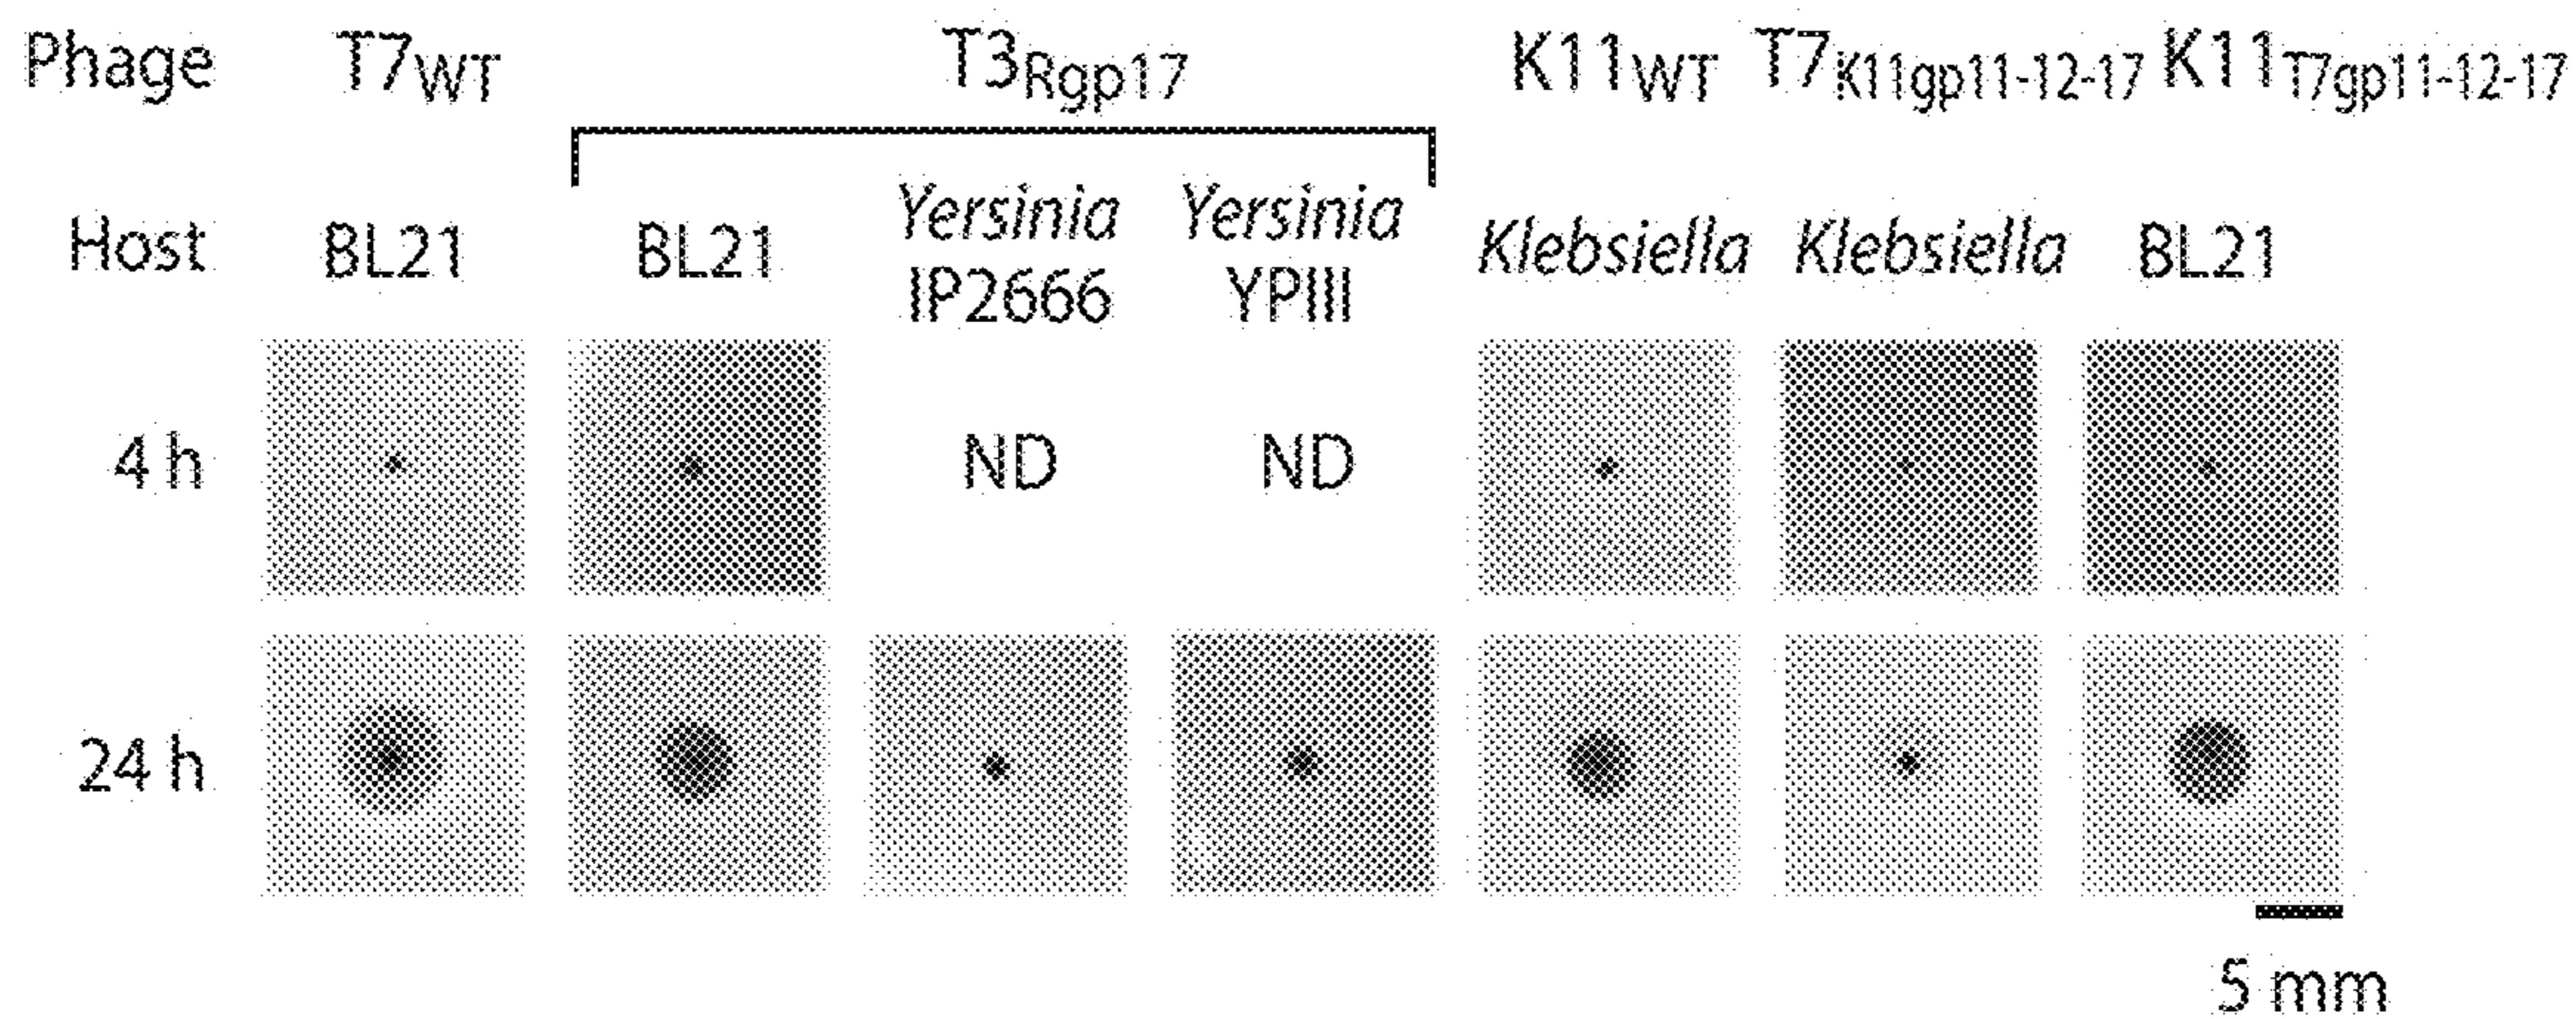 Phage T7WT T3Rgp17 K11WT T7K11gp11-12-17 K11T7gp11-12-17
Host BL21 BL21 Yersinia IP2666 Yersinia YPIII Klebsiella Klebsiella BL21
4 h ND ND
24 h
5 mm